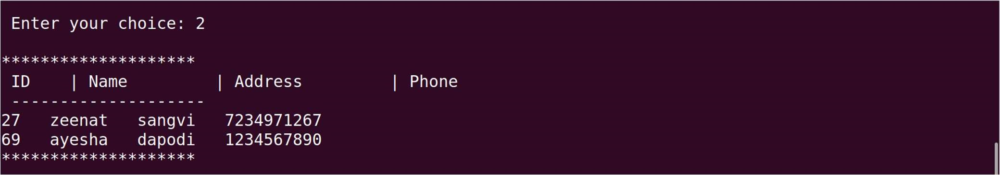 Enter your choice: 2
********************
ID    | Name         | Address         | Phone
--------------------
27   zeenat   sangvi   7234971267
69   ayesha   dapodi   1234567890
********************